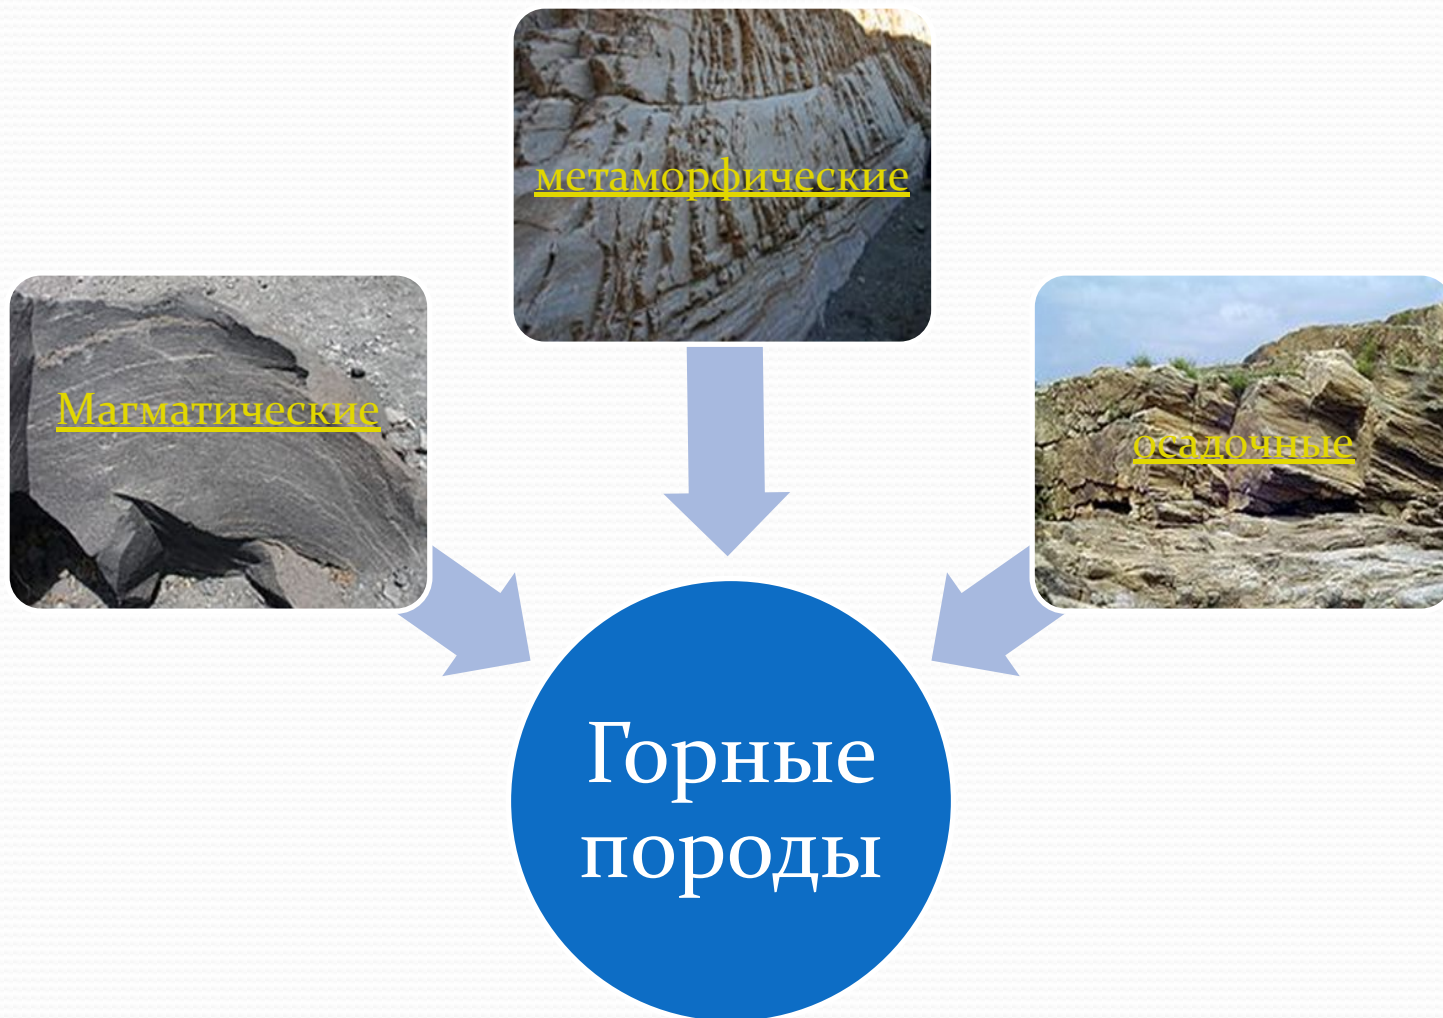 метаморфические
Магматические
осадочные
Горные
породы